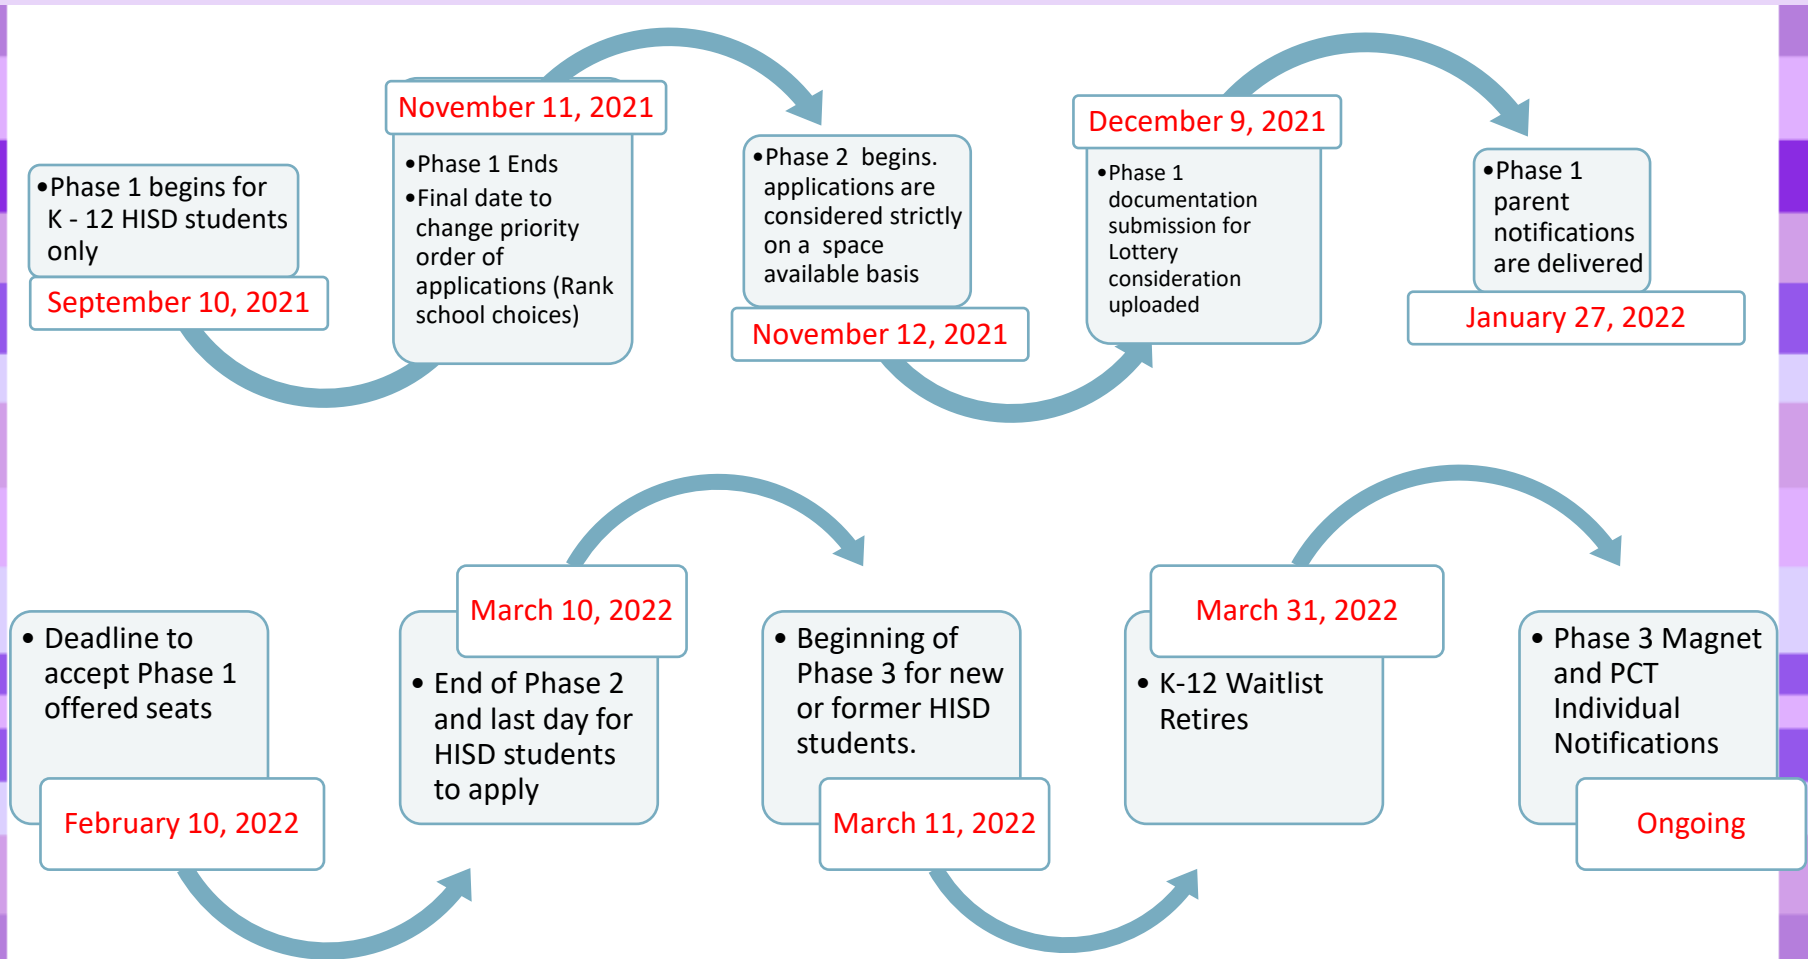 •Phase 1 begins for
K - 12 HISD students
only
September 10, 2021
November 11, 2021
•Phase 1 Ends
•Final date to
change priority
order of
applications (Rank
school choices)
•Phase 2 begins.
applications are
considered strictly
on a space
available basis
November 12, 2021
December 9, 2021
•Phase 1
documentation
submission for
Lottery
consideration
uploaded
•Phase 1
parent
notifications
are delivered
January 27, 2022
• Deadline to
accept Phase 1
offered seats
February 10, 2022
March 10, 2022
• End of Phase 2
and last day for
HISD students
to apply
• Beginning of
Phase 3 for new
or former HISD
students.
March 11, 2022
March 31, 2022
• K-12 Waitlist
Retires
• Phase 3 Magnet
and PCT
Individual
Notifications
Ongoing